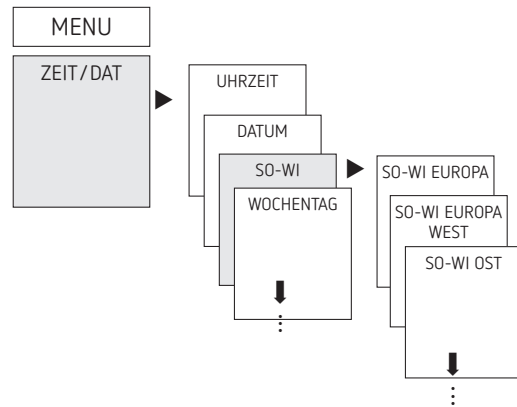 MENU
ZEIT/DAT
UHRZEIT
DATUM
SO-WI
WOCHENTAG
SO-WI EUROPA
SO-WI EUROPA
WEST
SO-WI OST